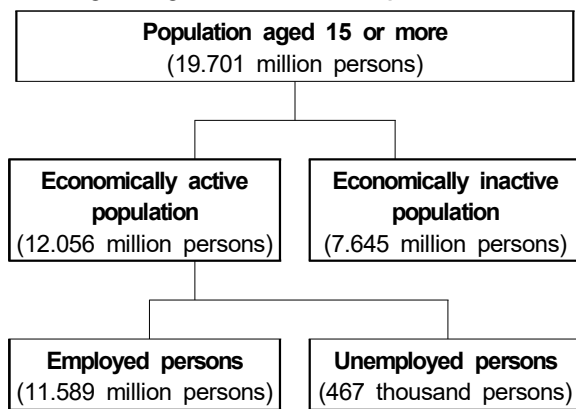 Population aged 15 or more
(19.701 million persons)
Economically active
population
(12.056 million persons)
Economically inactive
population
(7.645 million persons)
Employed persons
(11.589 million persons)
Unemployed persons
(467 thousand persons)